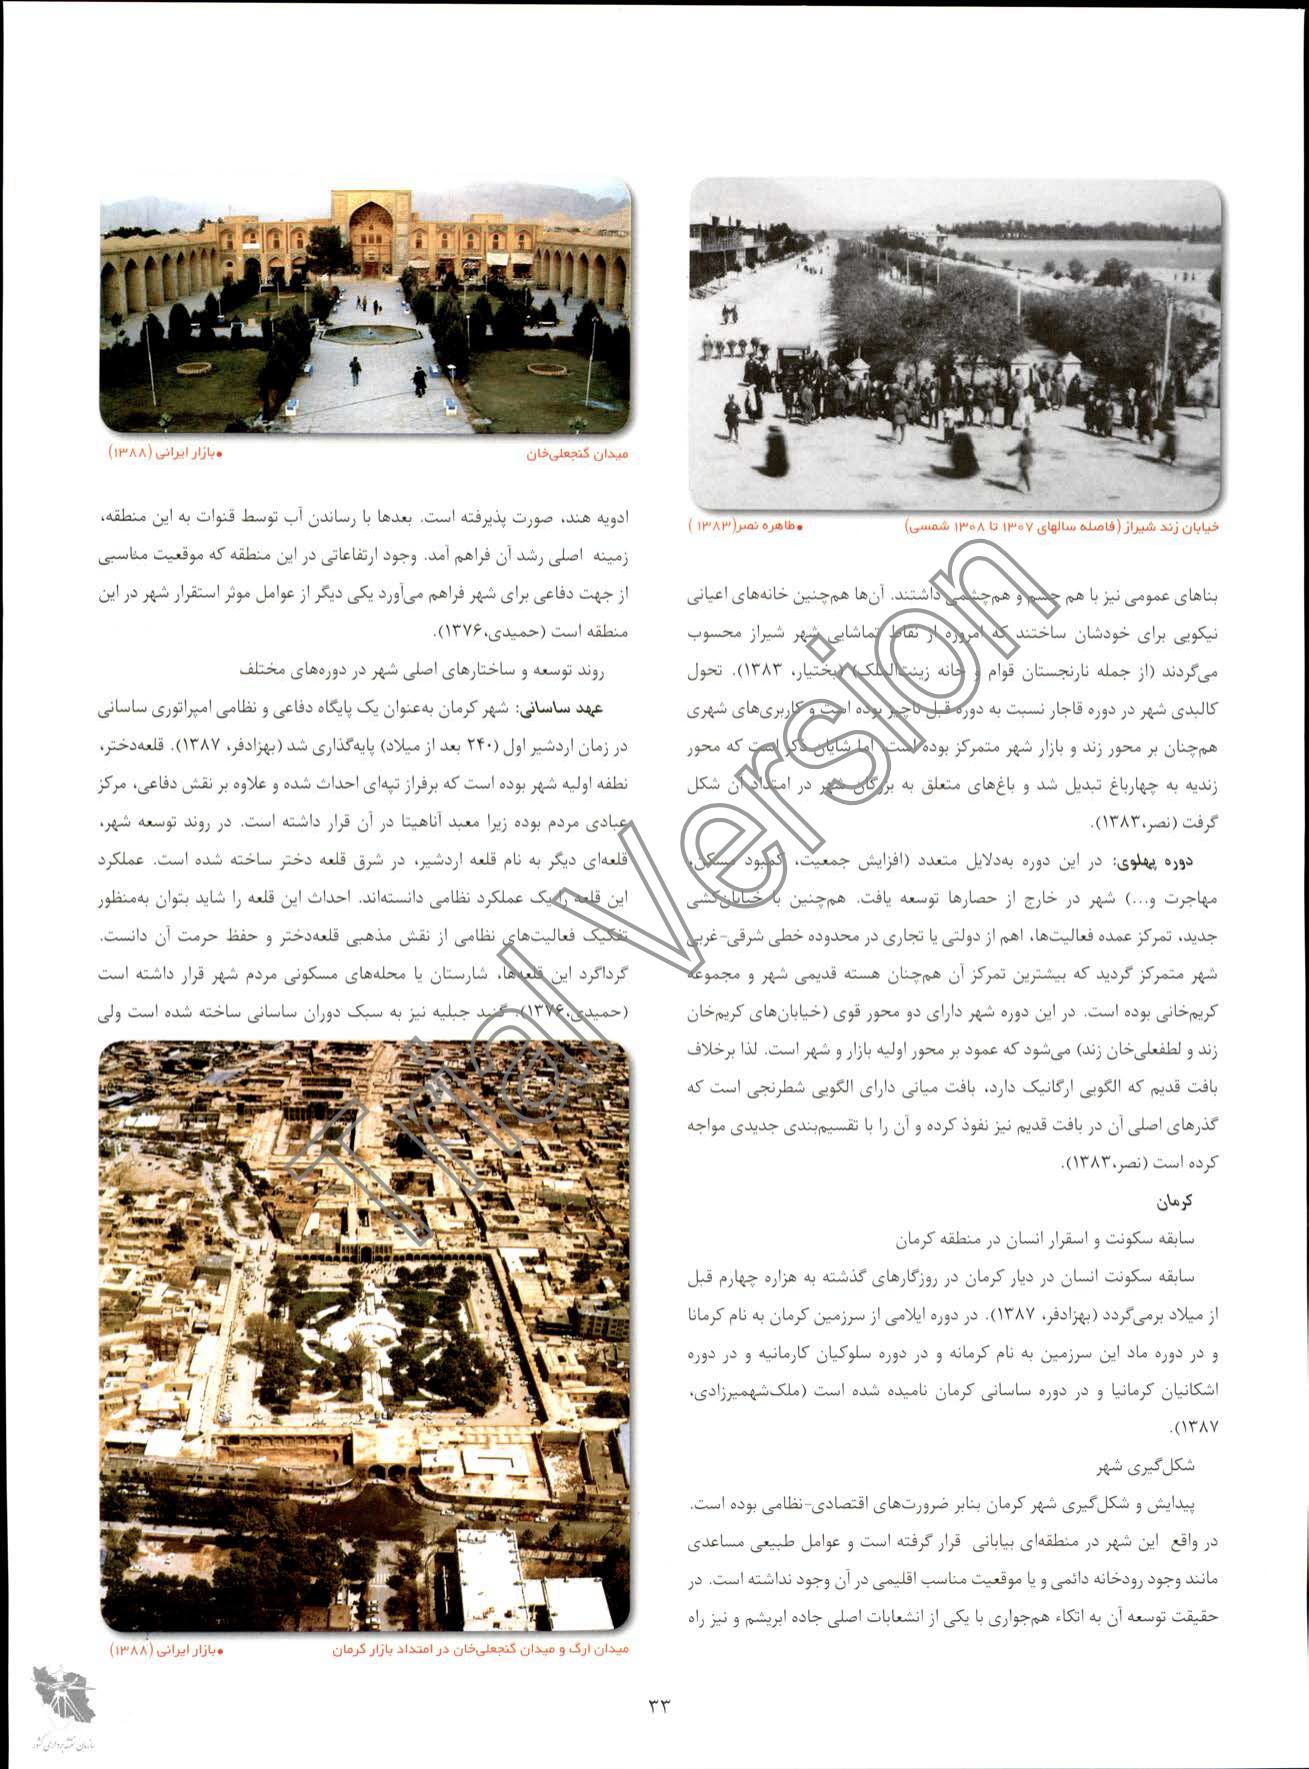 خیابان زند شیراز (فاصله سالهای ۱۳۰۷ تا ۱۳۰۸ شمسی) •طاهره نصر(۱۳۸۳ )
بناهای عمومی نیز با هم چشم و هم‌چشمی داشتند. آن‌ها هم‌چنین خانه‌های اعیانی
نیکویی برای خودشان ساختند که امروزه از نقاط تماشایی شهر شیراز محسوب
می‌گردند (از جمله نارنجستان قوام و خانه زینت‌الملک) (بختیار، ۱۳۸۳). تحول
کالبدی شهر در دوره قاجار نسبت به دوره قبل ناچیز بوده است و کاربری‌های شهری
هم‌چنان بر محور زند و بازار شهر متمرکز بوده است. اما شایان ذکر است که محور
زندیه به چهارباغ تبدیل شد و باغ‌های متعلق به بزرگان شهر در امتداد آن شکل
گرفت (نصر،۱۳۸۳).
دوره پهلوی: در این دوره به‌دلایل متعدد (افزایش جمعیت، کمبود مسکن،
مهاجرت و...) شهر در خارج از حصارها توسعه یافت. هم‌چنین با خیابان‌کشی
جدید، تمرکز عمده فعالیت‌ها، اهم از دولتی یا تجاری در محدوده خطی شرقی-غربی
شهر متمرکز گردید که بیشترین تمرکز آن هم‌چنان هسته قدیمی شهر و مجموعه
کریم‌خانی بوده است. در این دوره شهر دارای دو محور قوی (خیابان‌های کریم‌خان
زند و لطفعلی‌خان زند) می‌شود که عمود بر محور اولیه بازار و شهر است. لذا برخلاف
بافت قدیم که الگویی ارگانیک دارد، بافت میانی دارای الگویی شطرنجی است که
گذرهای اصلی آن در بافت قدیم نیز نفوذ کرده و آن را با تقسیم‌بندی جدیدی مواجه
کرده است (نصر،۱۳۸۳).
کرمان
سابقه سکونت و اسقرار انسان در منطقه کرمان
سابقه سکونت انسان در دیار کرمان در روزگارهای گذشته به هزاره چهارم قبل
از میلاد برمی‌گردد (بهزادفر، ۱۳۸۷). در دوره ایلامی از سرزمین کرمان به نام کرمانا
و در دوره ماد این سرزمین به نام کرمانه و در دوره سلوکیان کارمانیه و در دوره
اشکانیان کرمانیا و در دوره ساسانی کرمان نامیده شده است (ملک‌شهمیرزادی،
۱۳۸۷).
شکل‌گیری شهر
پیدایش و شکل‌گیری شهر کرمان بنابر ضرورت‌های اقتصادی-نظامی بوده است.
در واقع این شهر در منطقه‌ای بیابانی قرار گرفته است و عوامل طبیعی مساعدی
مانند وجود رودخانه دائمی و یا موقعیت مناسب اقلیمی در آن وجود نداشته است. در
حقیقت توسعه آن به اتکاء هم‌جواری با یکی از انشعابات اصلی جاده ابریشم و نیز راه
میدان گنجعلی‌خان •بازار ایرانی (۱۳۸۸)
ادویه هند، صورت پذیرفته است. بعدها با رساندن آب توسط قنوات به این منطقه،
زمینه اصلی رشد آن فراهم آمد. وجود ارتفاعاتی در این منطقه که موقعیت مناسبی
از جهت دفاعی برای شهر فراهم می‌آورد یکی دیگر از عوامل موثر استقرار شهر در این
منطقه است (حمیدی،۱۳۷۶).
روند توسعه و ساختارهای اصلی شهر در دوره‌های مختلف
عهد ساسانی: شهر کرمان به‌عنوان یک پایگاه دفاعی و نظامی امپراتوری ساسانی
در زمان اردشیر اول (۲۴۰ بعد از میلاد) پایه‌گذاری شد (بهزادفر، ۱۳۸۷). قلعه‌دختر،
نطفه اولیه شهر بوده است که برفراز تپه‌ای احداث شده و علاوه بر نقش دفاعی، مرکز
عبادی مردم بوده زیرا معبد آناهیتا در آن قرار داشته است. در روند توسعه شهر،
قلعه‌ای دیگر به نام قلعه اردشیر، در شرق قلعه دختر ساخته شده است. عملکرد
این قلعه را یک عملکرد نظامی دانسته‌اند. احداث این قلعه را شاید بتوان به‌منظور
تفکیک فعالیت‌های نظامی از نقش مذهبی قلعه‌دختر و حفظ حرمت آن دانست.
گرداگرد این قلعه‌ها، شارستان یا محله‌های مسکونی مردم شهر قرار داشته است
(حمیدی،۱۳۷۶). گنبد جبلیه نیز به سبک دوران ساسانی ساخته شده است ولی
میدان ارگ و میدان گنجعلی‌خان در امتداد بازار کرمان •بازار ایرانی (۱۳۸۸)
۳۳
سازمان نقشه برداری کشور
Trial Version